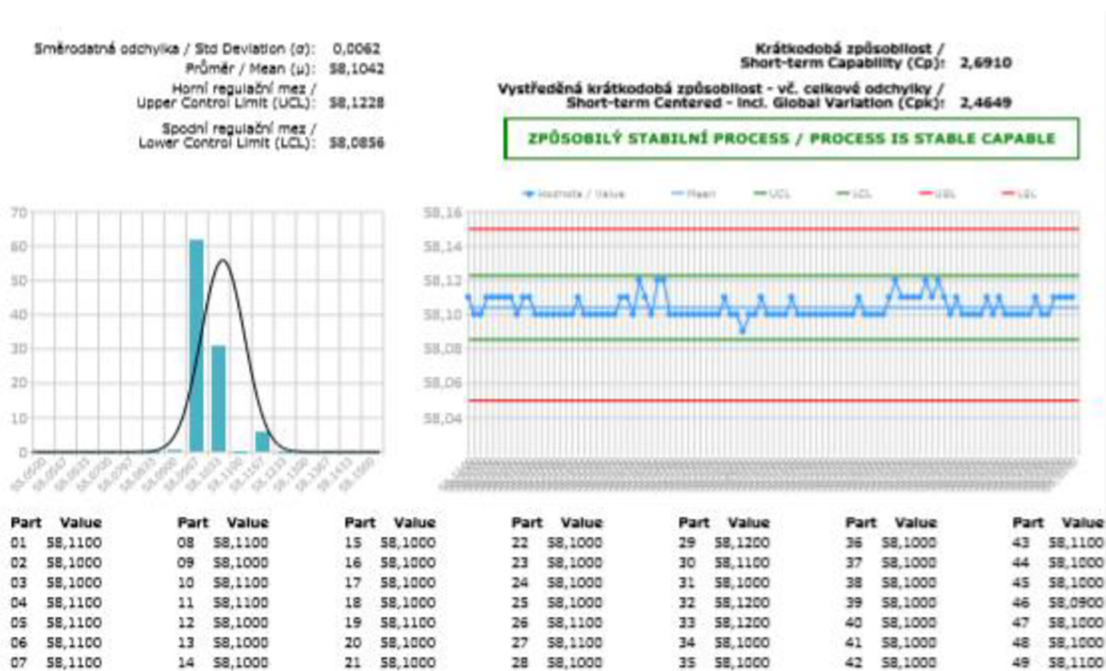 Směrodatná odchylka / Std Deviation (σ): 0,0062
Průměr / Mean (μ): 58,1042
Horní regulační mez /
Upper Control Limit (UCL): 58,1228
Spodní regulační mez /
Lower Control Limit (LCL): 58,0856
Krátkodobá způsobilost /
Short-term Capability (Cp): 2,6910
Vystředěná krátkodobá způsobilost - vč. celkové odchylky /
Short-term Centered - Incl. Global Variation (Cpk): 2,4649
ZPŮSOBILÝ STABILNÍ PROCESS / PROCESS IS STABLE CAPABLE
Hodnota / Value Mean UCL LCL USL LSL
70
60
50
40
30
20
10
0
58,16
58,14
58,12
58,10
58,08
58,06
58,04
Part Value Part Value Part Value Part Value Part Value Part Value Part Value
01 58,1100 08 58,1100 15 58,1000 22 58,1000 29 58,1200 36 58,1000 43 58,1100
02 58,1000 09 58,1000 16 58,1000 23 58,1000 30 58,1100 37 58,1000 44 58,1000
03 58,1000 10 58,1100 17 58,1000 24 58,1000 31 58,1000 38 58,1000 45 58,1000
04 58,1100 11 58,1100 18 58,1000 25 58,1000 32 58,1200 39 58,1000 46 58,0900
05 58,1100 12 58,1000 19 58,1100 26 58,1100 33 58,1200 40 58,1000 47 58,1000
06 58,1100 13 58,1000 20 58,1000 27 58,1100 34 58,1000 41 58,1000 48 58,1000
07 58,1100 14 58,1000 21 58,1000 28 58,1000 35 58,1000 42 58,1000 49 58,1100